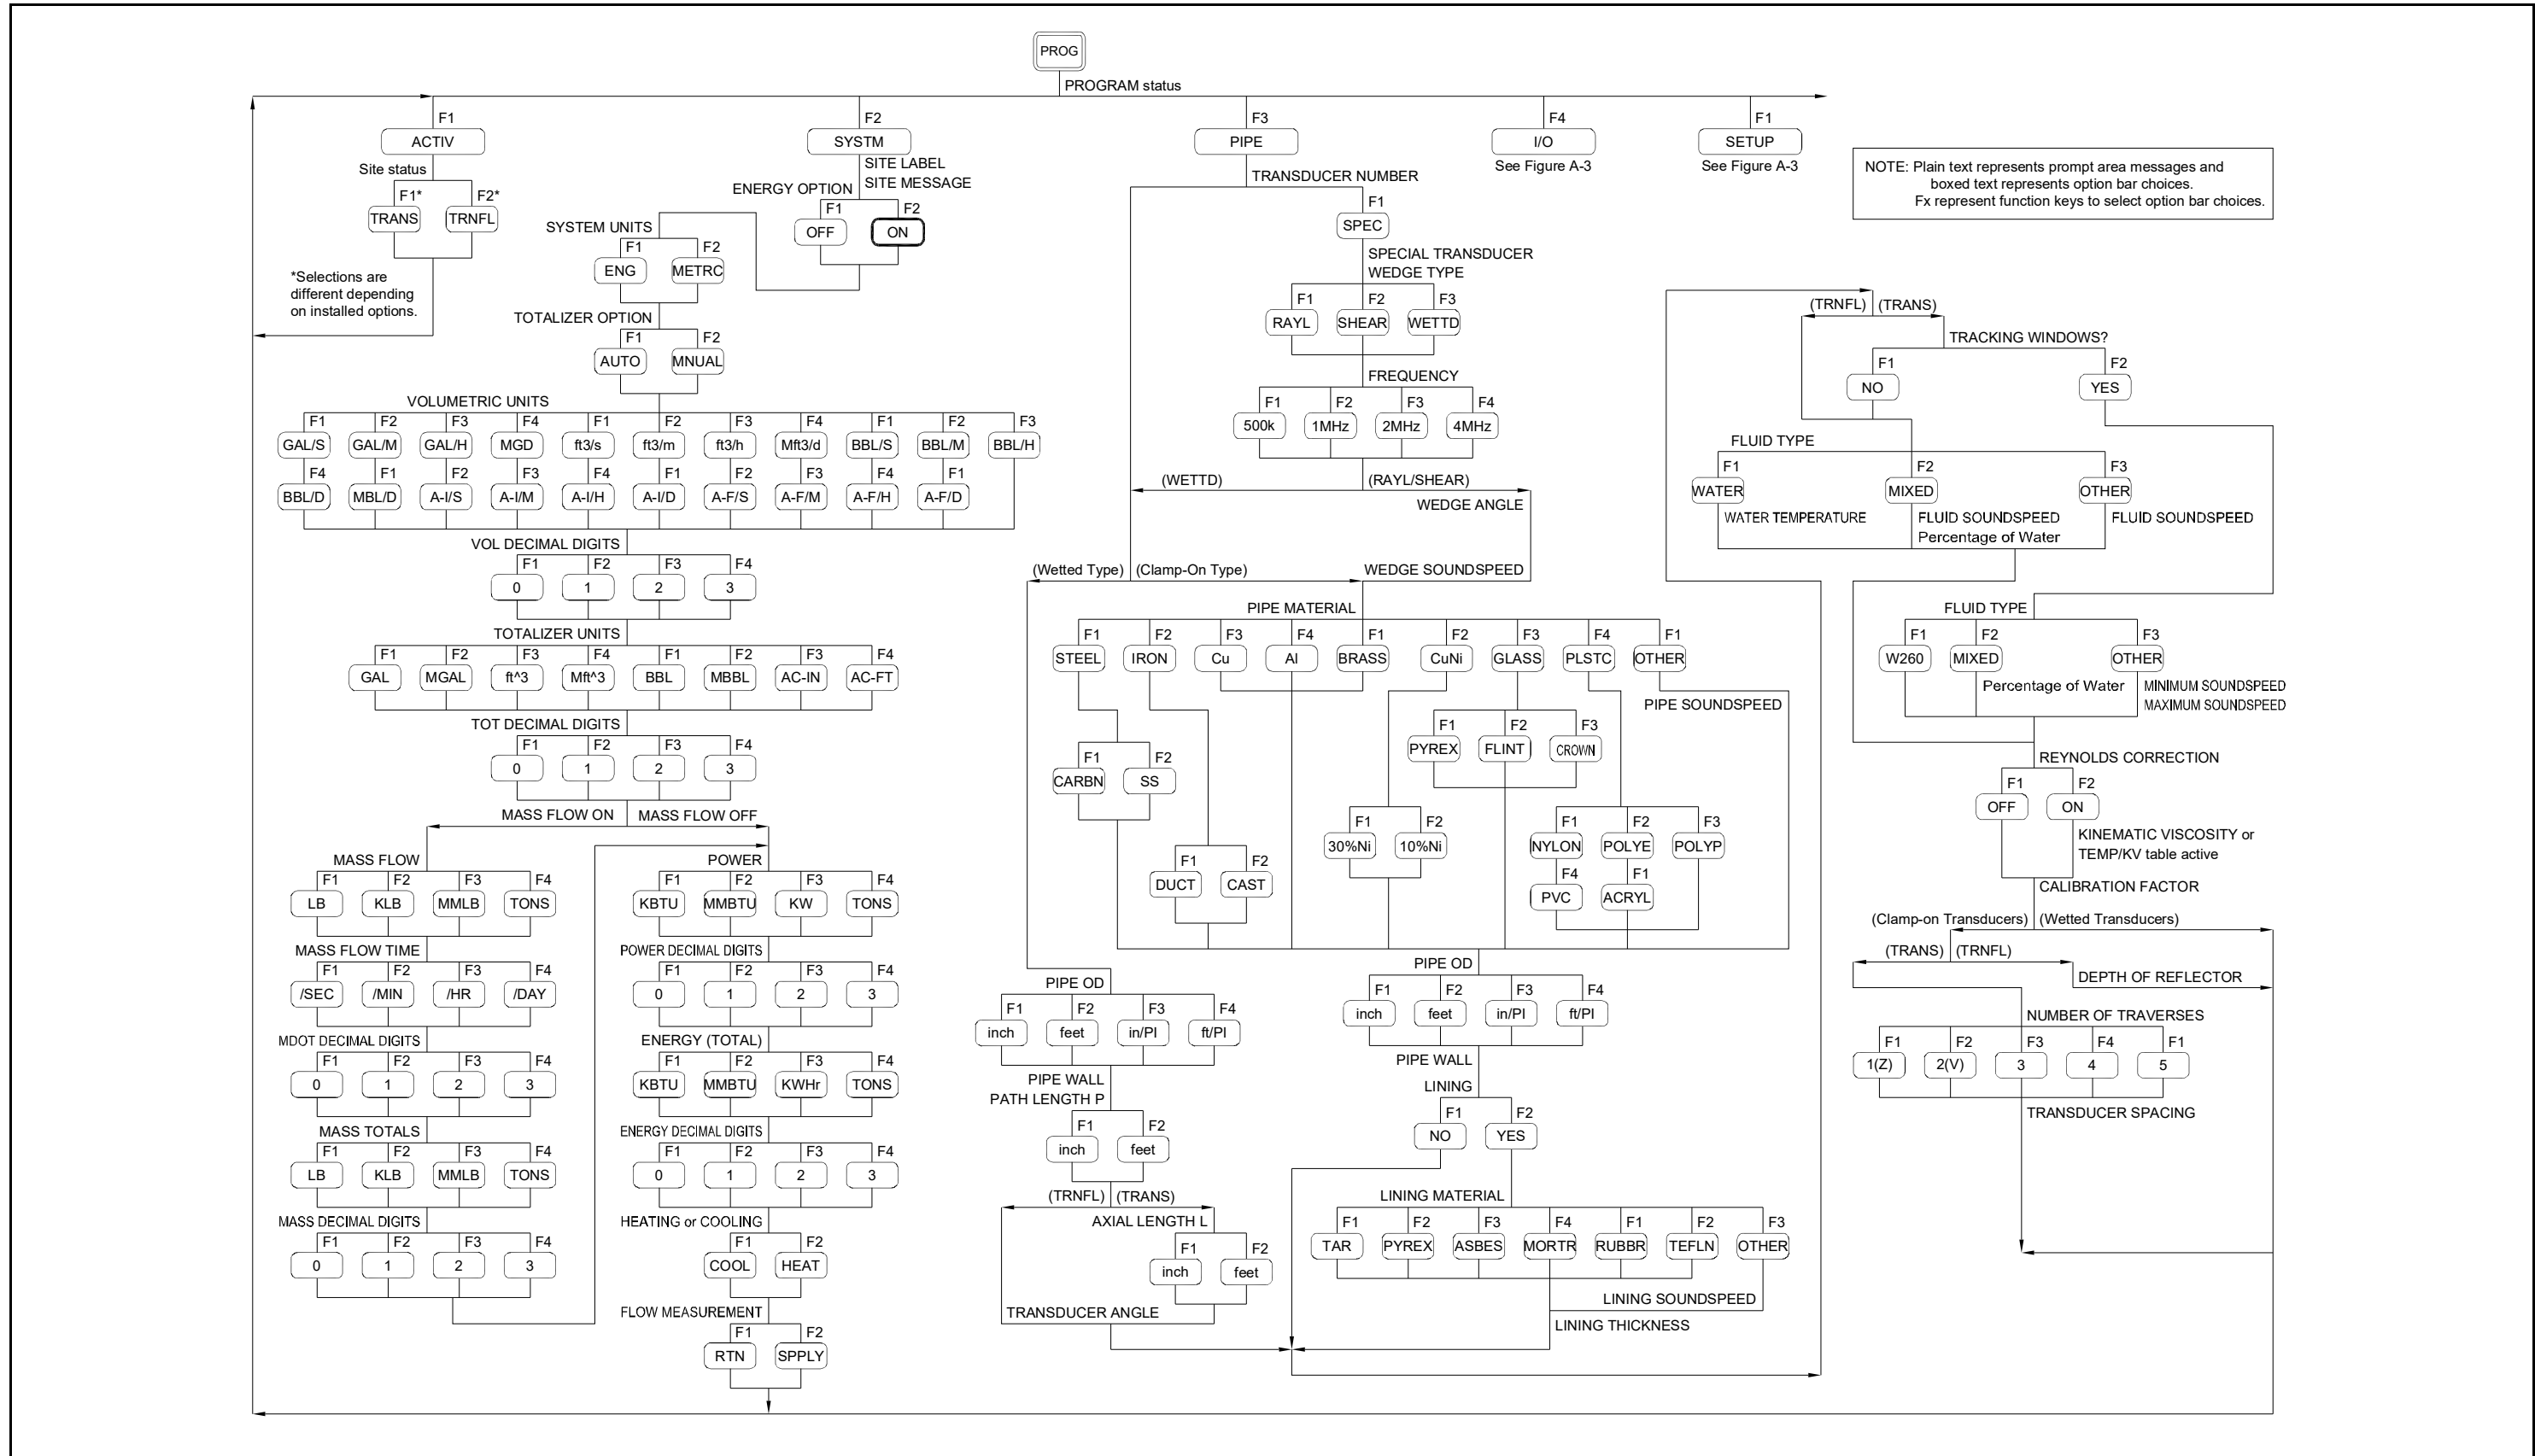 PROG
PROGRAM status
F1
ACTIV
Site status
F1* F2*
TRANS TRNFL
*Selections are
different depending
on installed options.
F2
SYSTM
SITE LABEL
SITE MESSAGE
ENERGY OPTION
F1 F2
OFF ON
SYSTEM UNITS
F1 F2
ENG METRC
TOTALIZER OPTION
F1 F2
AUTO MNUAL
VOLUMETRIC UNITS
F1 F2 F3 F4 F1 F2 F3 F4 F1 F2 F3
GAL/S GAL/M GAL/H MGD ft3/s ft3/m ft3/h Mft3/d BBL/S BBL/M BBL/H
F4 F1 F2 F3 F4 F1 F2 F3 F4 F1
BBL/D MBL/D A-I/S A-I/M A-I/H A-I/D A-F/S A-F/M A-F/H A-F/D
VOL DECIMAL DIGITS
F1 F2 F3 F4
0 1 2 3
TOTALIZER UNITS
F1 F2 F3 F4 F1 F2 F3 F4
GAL MGAL ft^3 Mft^3 BBL MBBL AC-IN AC-FT
TOT DECIMAL DIGITS
F1 F2 F3 F4
0 1 2 3
MASS FLOW ON MASS FLOW OFF
MASS FLOW
F1 F2 F3 F4
LB KLB MMLB TONS
MASS FLOW TIME
F1 F2 F3 F4
/SEC /MIN /HR /DAY
MDOT DECIMAL DIGITS
F1 F2 F3 F4
0 1 2 3
MASS TOTALS
F1 F2 F3 F4
LB KLB MMLB TONS
MASS DECIMAL DIGITS
F1 F2 F3 F4
0 1 2 3
POWER
F1 F2 F3 F4
KBTU MMBTU KW TONS
POWER DECIMAL DIGITS
F1 F2 F3 F4
0 1 2 3
ENERGY (TOTAL)
F1 F2 F3 F4
KBTU MMBTU KWHr TONS
ENERGY DECIMAL DIGITS
F1 F2 F3 F4
0 1 2 3
HEATING or COOLING
F1 F2
COOL HEAT
FLOW MEASUREMENT
F1 F2
RTN SPPLY
F3
PIPE
TRANSDUCER NUMBER
F1
SPEC
SPECIAL TRANSDUCER
WEDGE TYPE
F1 F2 F3
RAYL SHEAR WETTD
FREQUENCY
F1 F2 F3 F4
500k 1MHz 2MHz 4MHz
(WETTD) (RAYL/SHEAR)
WEDGE ANGLE
(Wetted Type) (Clamp-On Type) WEDGE SOUNDSPEED
PIPE MATERIAL
F1 F2 F3 F4 F1 F2 F3 F4 F1
STEEL IRON Cu Al BRASS CuNi GLASS PLSTC OTHER
PIPE SOUNDSPEED
F1 F2 F3
PYREX FLINT CROWN
F1 F2
CARBN SS
F1 F2
30%Ni 10%Ni
F1 F2 F3
NYLON POLYE POLYP
F4 F1
PVC ACRYL
F1 F2
DUCT CAST
PIPE OD
F1 F2 F3 F4
inch feet in/PI ft/PI
PIPE WALL
PATH LENGTH P
F1 F2
inch feet
(TRNFL) (TRANS)
AXIAL LENGTH L
F1 F2
inch feet
TRANSDUCER ANGLE
PIPE OD
F1 F2 F3 F4
inch feet in/PI ft/PI
PIPE WALL
LINING
F1 F2
NO YES
LINING MATERIAL
F1 F2 F3 F4 F1 F2 F3
TAR PYREX ASBES MORTR RUBBR TEFLN OTHER
LINING SOUNDSPEED
LINING THICKNESS
F4
I/O
See Figure A-3
F1
SETUP
See Figure A-3
NOTE: Plain text represents prompt area messages and
boxed text represents option bar choices.
Fx represent function keys to select option bar choices.
(TRNFL) (TRANS)
TRACKING WINDOWS?
F1 F2
NO YES
FLUID TYPE
F1 F2 F3
WATER MIXED OTHER
WATER TEMPERATURE FLUID SOUNDSPEED FLUID SOUNDSPEED
Percentage of Water
FLUID TYPE
F1 F2 F3
W260 MIXED OTHER
Percentage of Water MINIMUM SOUNDSPEED
MAXIMUM SOUNDSPEED
REYNOLDS CORRECTION
F1 F2
OFF ON
KINEMATIC VISCOSITY or
TEMP/KV table active
CALIBRATION FACTOR
(Clamp-on Transducers) (Wetted Transducers)
(TRANS) (TRNFL)
DEPTH OF REFLECTOR
NUMBER OF TRAVERSES
F1 F2 F3 F4 F1
1(Z) 2(V) 3 4 5
TRANSDUCER SPACING